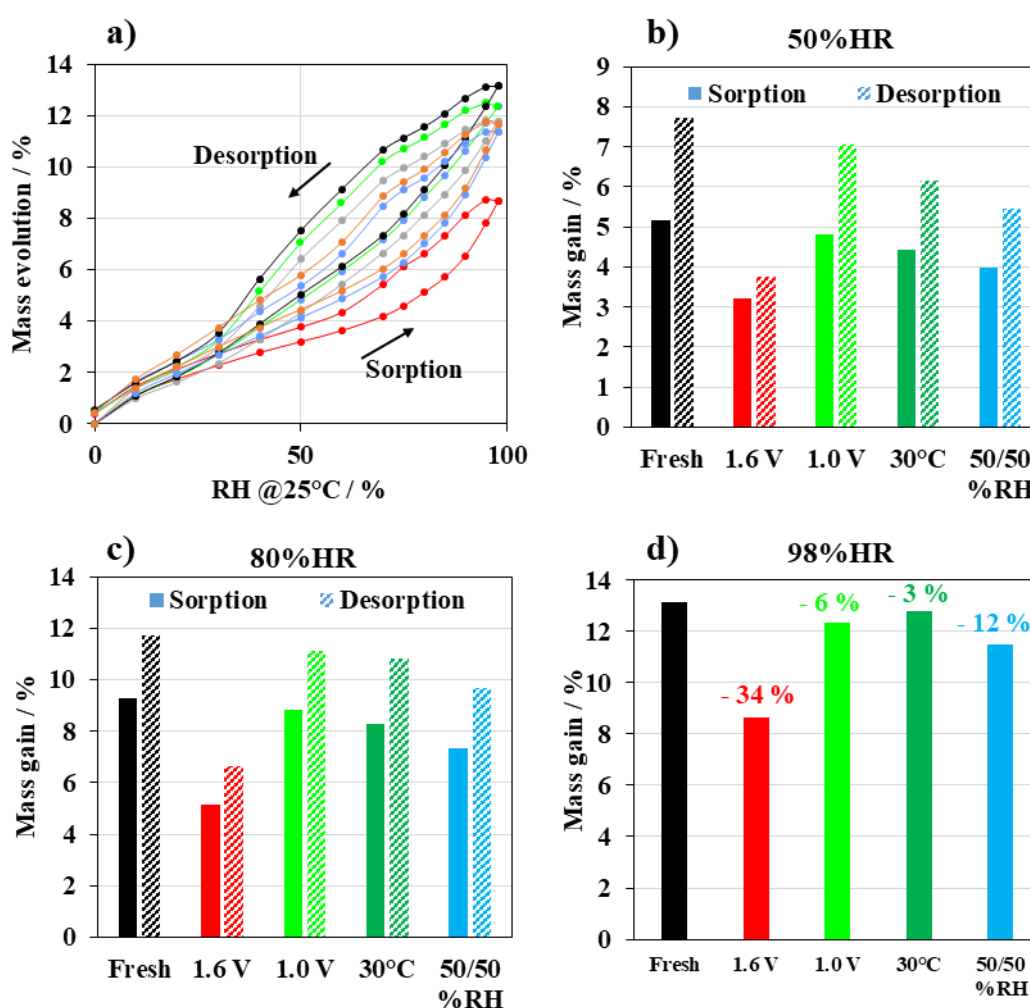 a)
14
12
10
8
6
4
2
0
Mass evolution / %
Desorption
Sorption
0 50 100
RH @25°C / %
b)
50%HR
9
8
7
6
5
4
3
2
1
0
Mass gain / %
Sorption Desorption
Fresh 1.6 V 1.0 V 30°C 50/50
%RH
c)
80%HR
14
12
10
8
6
4
2
0
Mass gain / %
Sorption Desorption
Fresh 1.6 V 1.0 V 30°C 50/50
%RH
d)
98%HR
14
12
10
8
6
4
2
0
Mass gain / %
- 34 %
- 6 %
- 3 %
- 12 %
Fresh 1.6 V 1.0 V 30°C 50/50
%RH